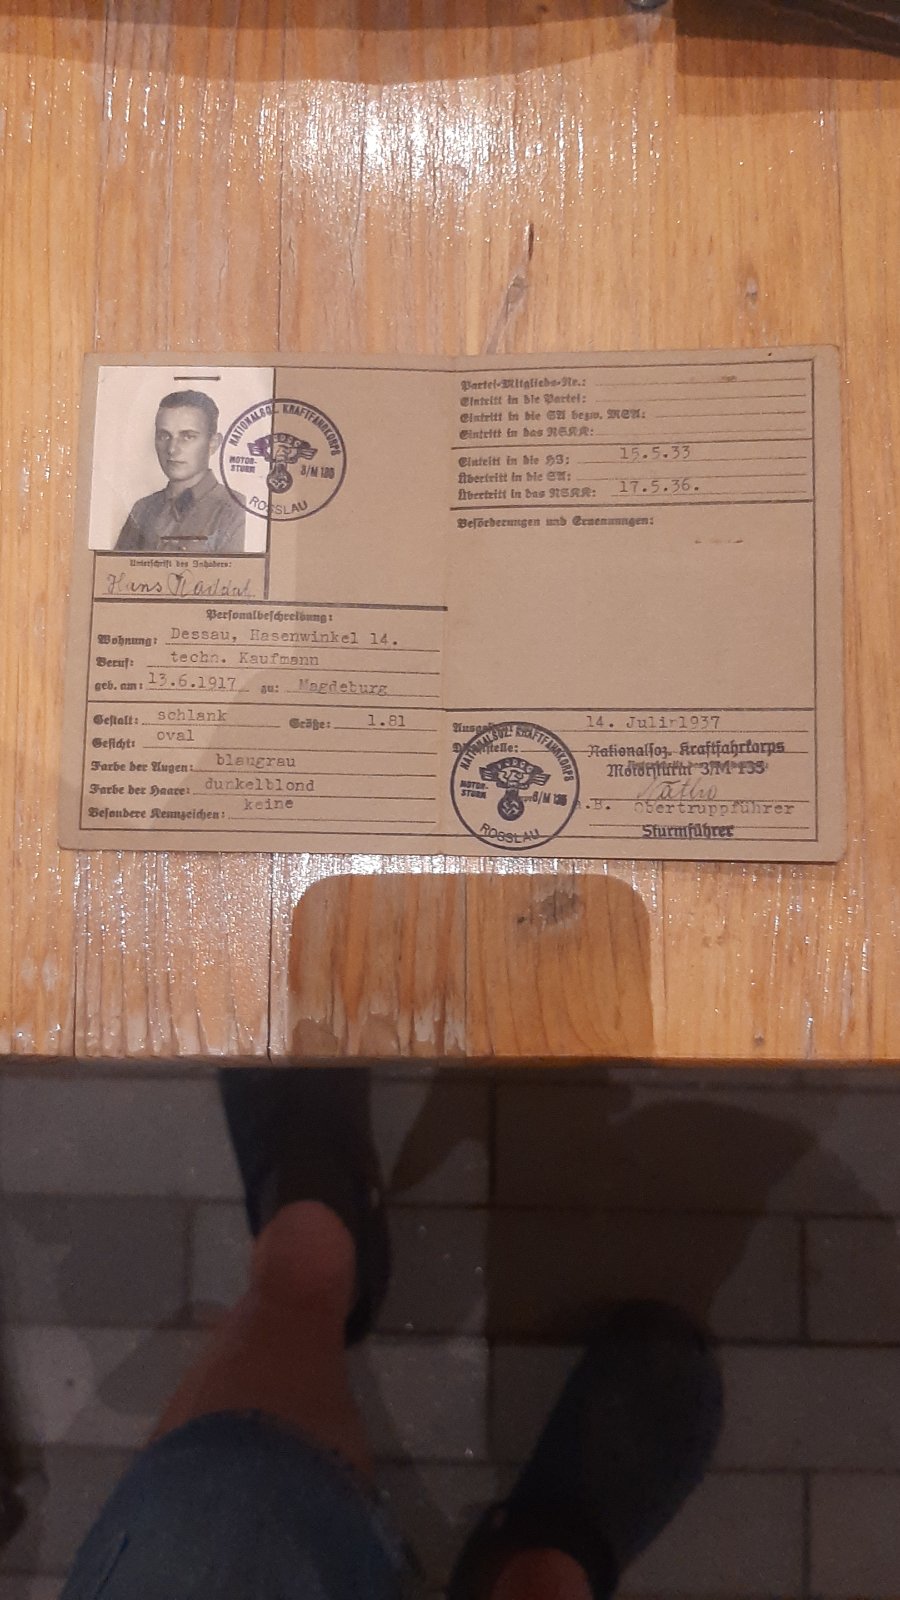 NATIONALSOZ. KRAFTFAHRKORPS
MOTOR-
STURM
3/M 135
ROSSLAU
Unterschrift des Inhabers:
Hans
Personalbeschreibung:
Wohnung: Dessau, Hasenwinkel 14.
Beruf: techn. Kaufmann
geb. am: 13.6.1917 zu: Magdeburg
Gestalt: schlank Größe: 1.81
Gesicht: oval
Farbe der Augen: blaugrau
Farbe der Haare: dunkelblond
Besondere Kennzeichen: keine
Partei-Mitglieds-Nr.:
Eintritt in die Partei:
Eintritt in die SA bezw. MSA:
Eintritt in das NSKK:
Eintritt in die HJ: 15.5.33
Übertritt in die SA:
Übertritt in das NSKK: 17.5.36.
Beförderungen und Ernennungen:
14. Juli 1937
Nationalsoz. Kraftfahrkorps
Motorsturm 3/M 135
Obertruppführer
Sturmführer
NATIONALSOZ. KRAFTFAHRKORPS
MOTOR-
STURM
3/M 135
ROSSLAU